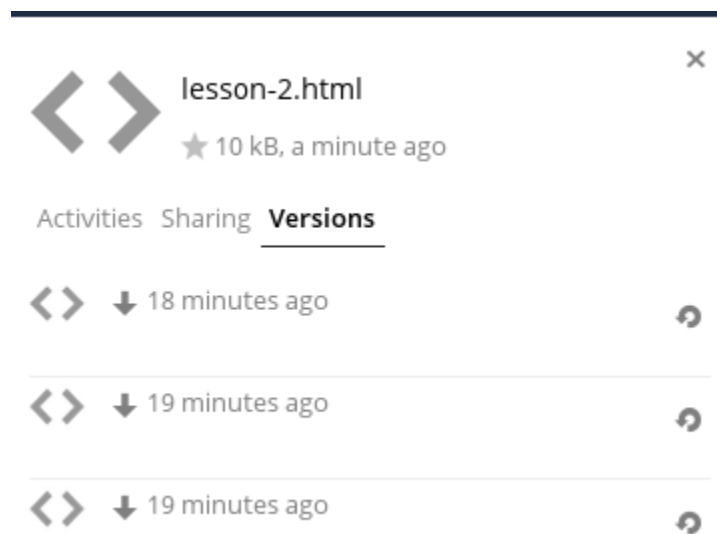 lesson-2.html
10 kB, a minute ago
Activities Sharing Versions
18 minutes ago
19 minutes ago
19 minutes ago